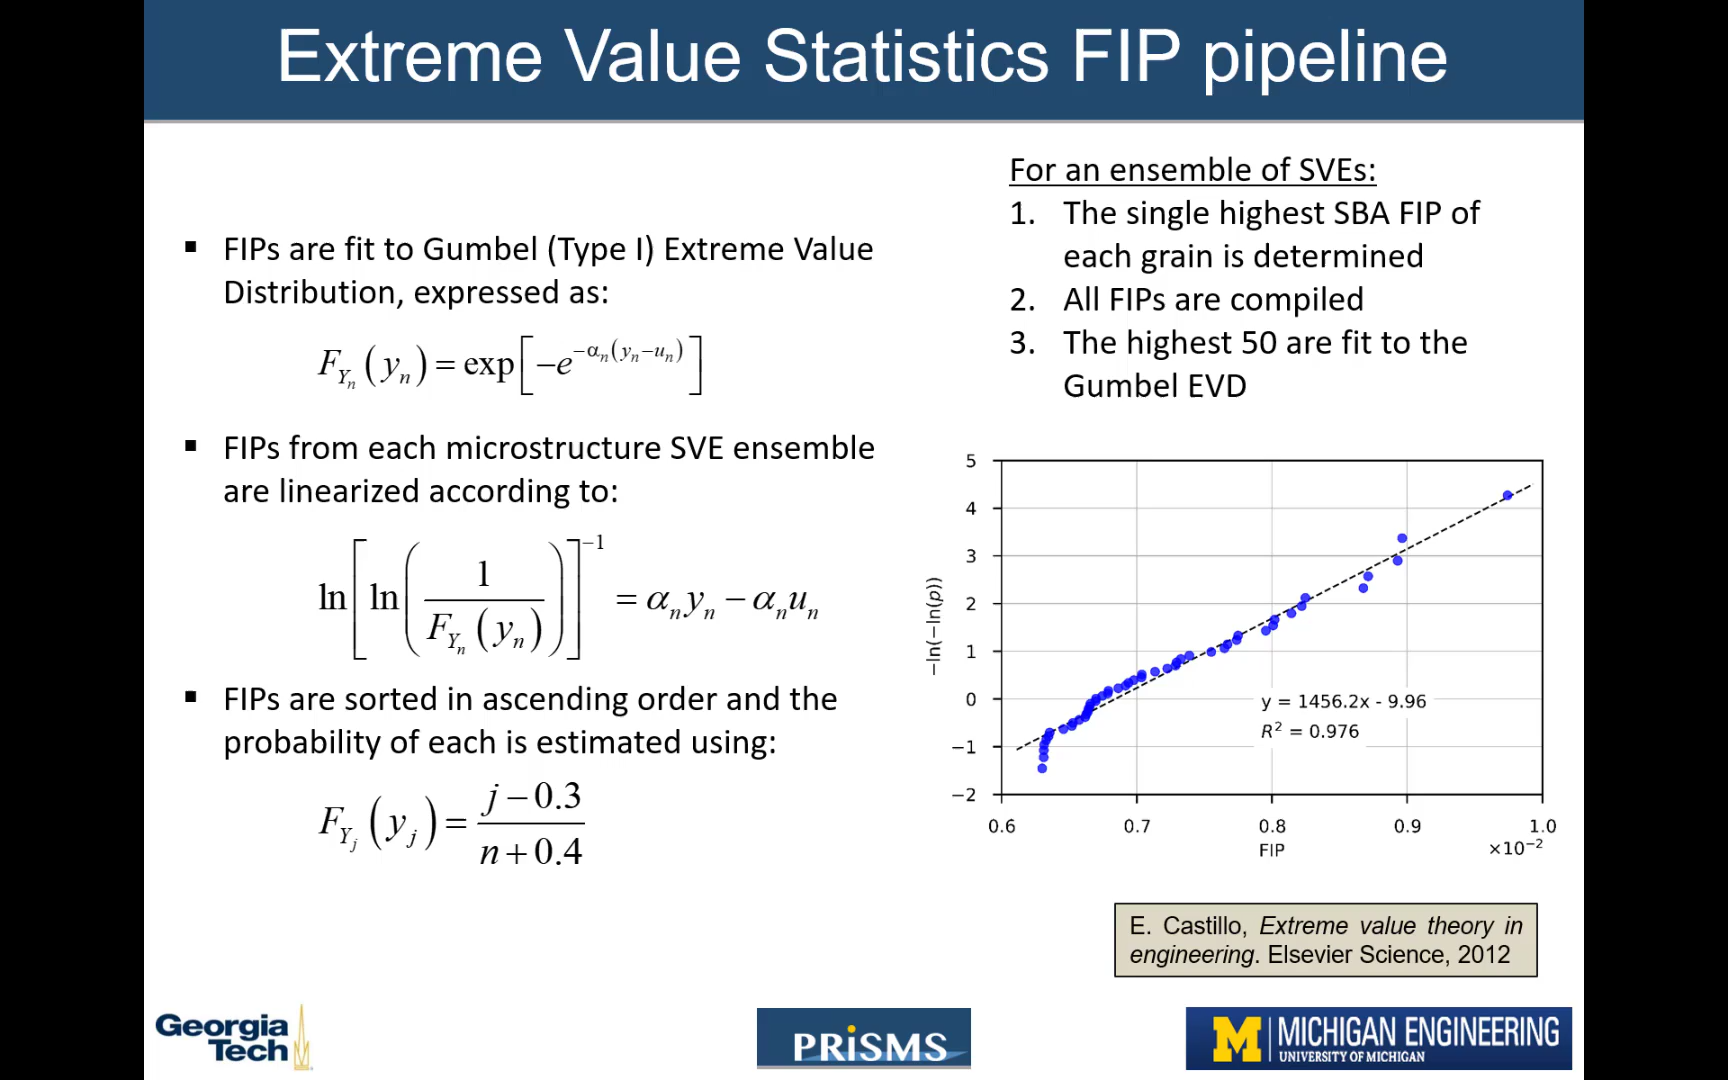 Extreme Value Statistics FIP pipeline
▪ FIPs are fit to Gumbel (Type I) Extreme Value
Distribution, expressed as:
F_{Y_n}(y_n) = exp[−e^{−α_n(y_n−u_n)}]
▪ FIPs from each microstructure SVE ensemble
are linearized according to:
ln[ln(1/F_{Y_n}(y_n))]^{−1} = α_n y_n − α_n u_n
▪ FIPs are sorted in ascending order and the
probability of each is estimated using:
F_{Y_j}(y_j) = (j − 0.3)/(n + 0.4)
For an ensemble of SVEs:
1. The single highest SBA FIP of
each grain is determined
2. All FIPs are compiled
3. The highest 50 are fit to the
Gumbel EVD
5
4
3
2
1
0
−1
−2
−ln(−ln(p))
y = 1456.2x - 9.96
R² = 0.976
0.6 0.7 0.8 0.9 1.0
FIP
×10⁻²
E. Castillo, Extreme value theory in
engineering. Elsevier Science, 2012
Georgia
Tech
PRiSMS
M | MICHIGAN ENGINEERING
UNIVERSITY OF MICHIGAN